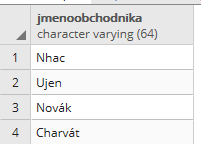 jmenoobchodnika
character varying (64)
1 Nhac
2 Ujen
3 Novák
4 Charvát